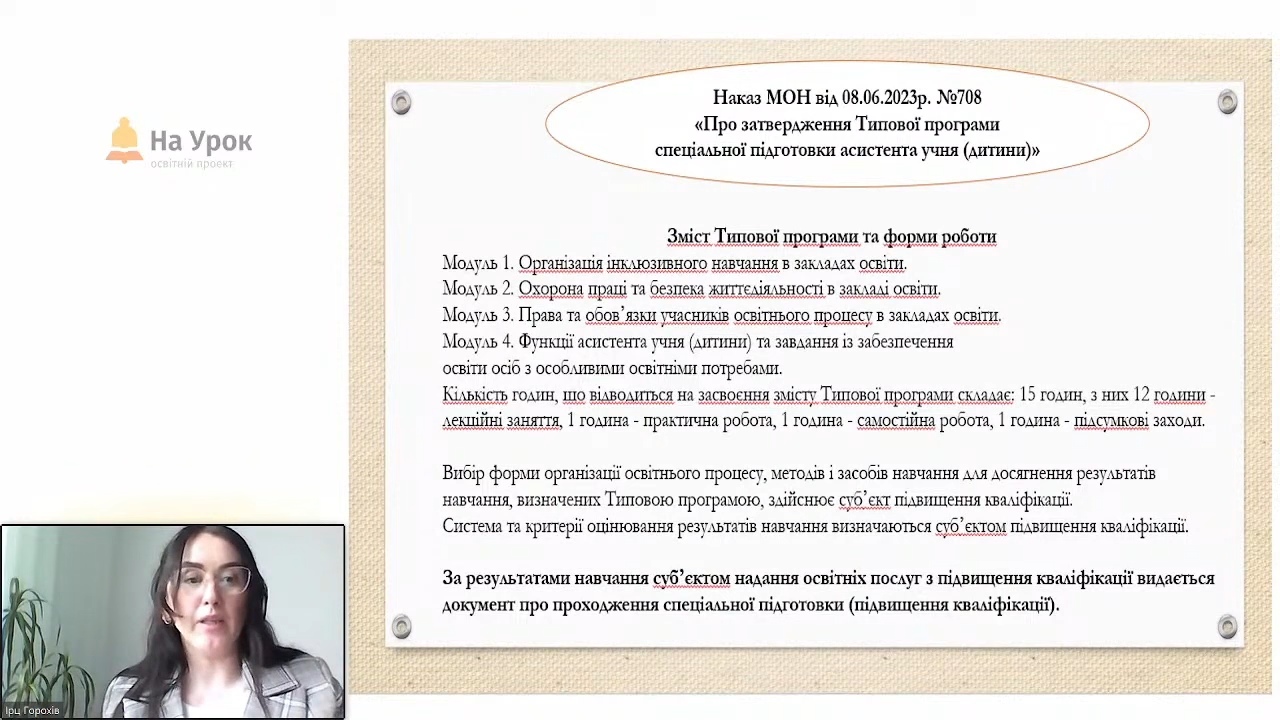 На Урок
освітній проект
Наказ МОН від 08.06.2023р. №708
«Про затвердження Типової програми
спеціальної підготовки асистента учня (дитини)»
Зміст Типової програми та форми роботи
Модуль 1. Організація інклюзивного навчання в закладах освіти.
Модуль 2. Охорона праці та безпека життєдіяльності в закладі освіти.
Модуль 3. Права та обов’язки учасників освітнього процесу в закладах освіти.
Модуль 4. Функції асистента учня (дитини) та завдання із забезпечення
освіти осіб з особливими освітніми потребами.
Кількість годин, що відводиться на засвоєння змісту Типової програми складає: 15 годин, з них 12 години -
лекційні заняття, 1 година - практична робота, 1 година - самостійна робота, 1 година - підсумкові заходи.
Вибір форми організації освітнього процесу, методів і засобів навчання для досягнення результатів
навчання, визначених Типовою програмою, здійснює суб’єкт підвищення кваліфікації.
Система та критерії оцінювання результатів навчання визначаються суб’єктом підвищення кваліфікації.
За результатами навчання суб’єктом надання освітніх послуг з підвищення кваліфікації видається
документ про проходження спеціальної підготовки (підвищення кваліфікації).
Ірц Горохів